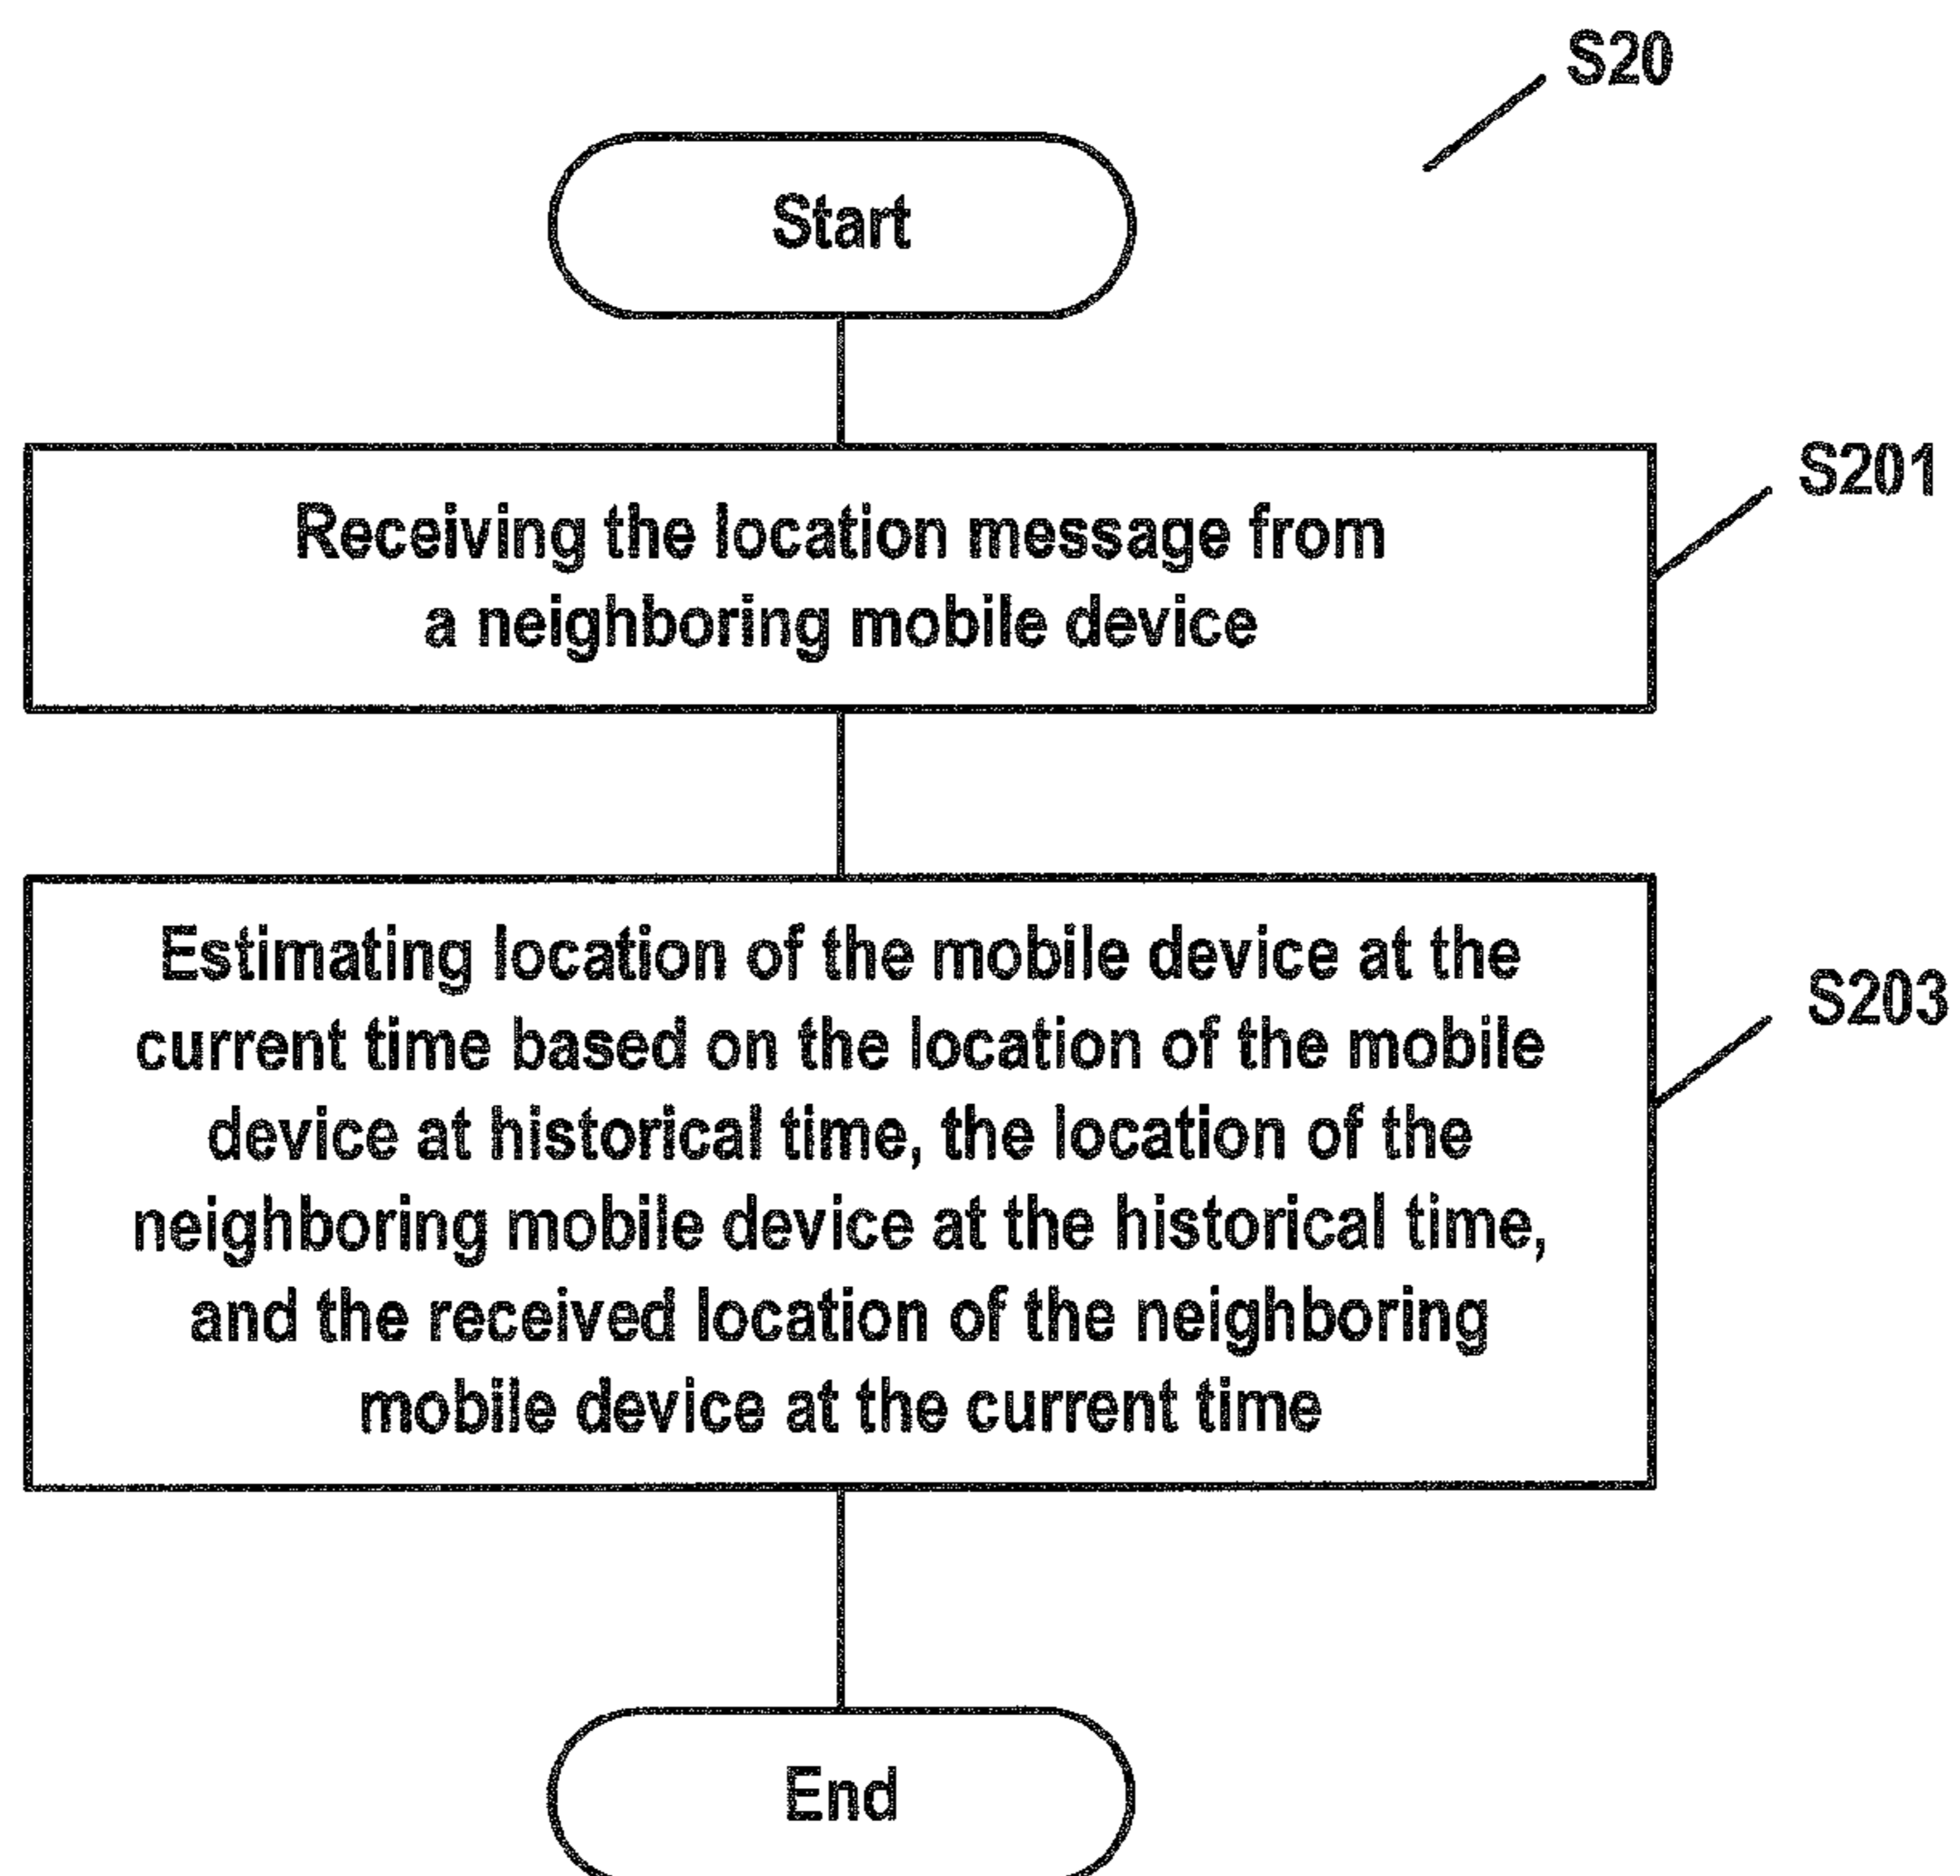 S20
Start
S201
Receiving the location message from
a neighboring mobile device
S203
Estimating location of the mobile device at the
current time based on the location of the mobile
device at historical time, the location of the
neighboring mobile device at the historical time,
and the received location of the neighboring
mobile device at the current time
End